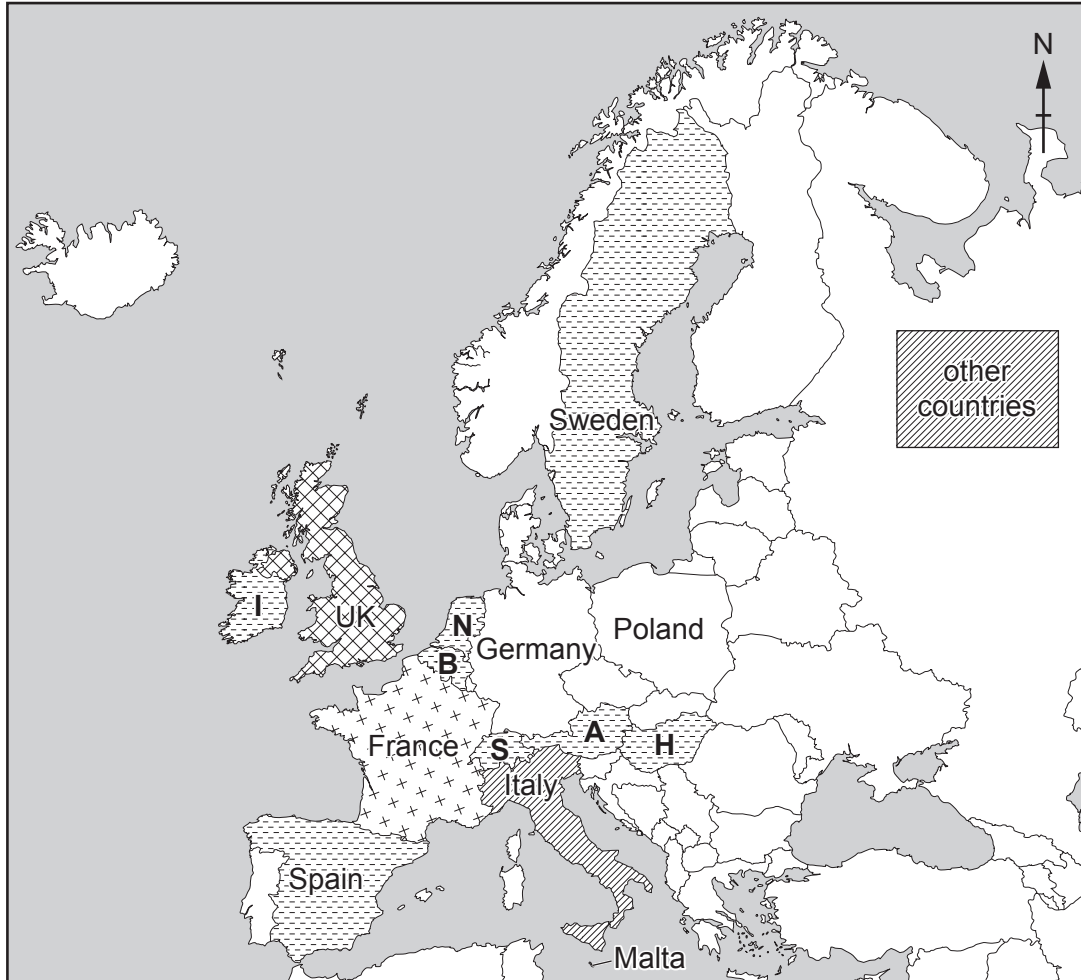 N
other
countries
Sweden
I
UK
N
B
Germany
Poland
France
S
A
H
Italy
Spain
Malta